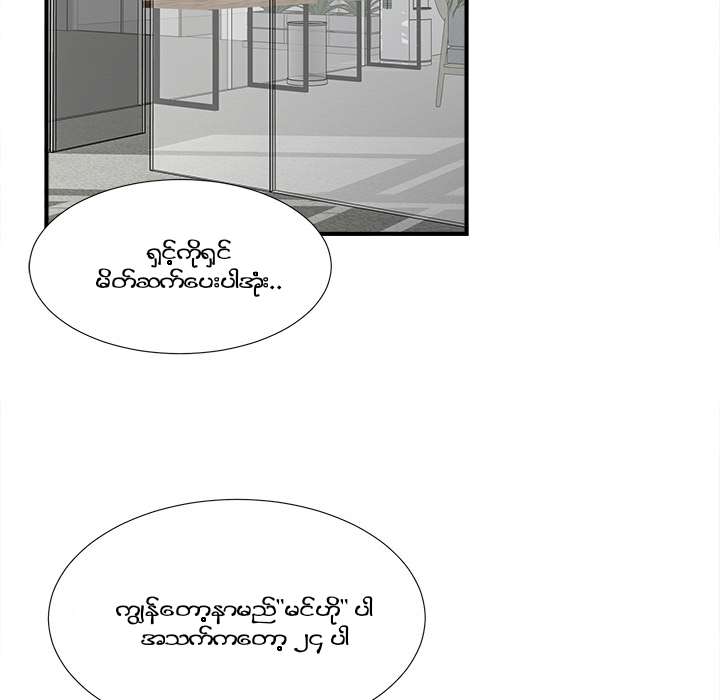 ရှင့်ကိုရှင်
မိတ်ဆက်ပေးပါအုံး..
ကျွန်တော့နာမည်"မင်ဟို" ပါ
အသက်ကတော့ ၂၄ ပါ